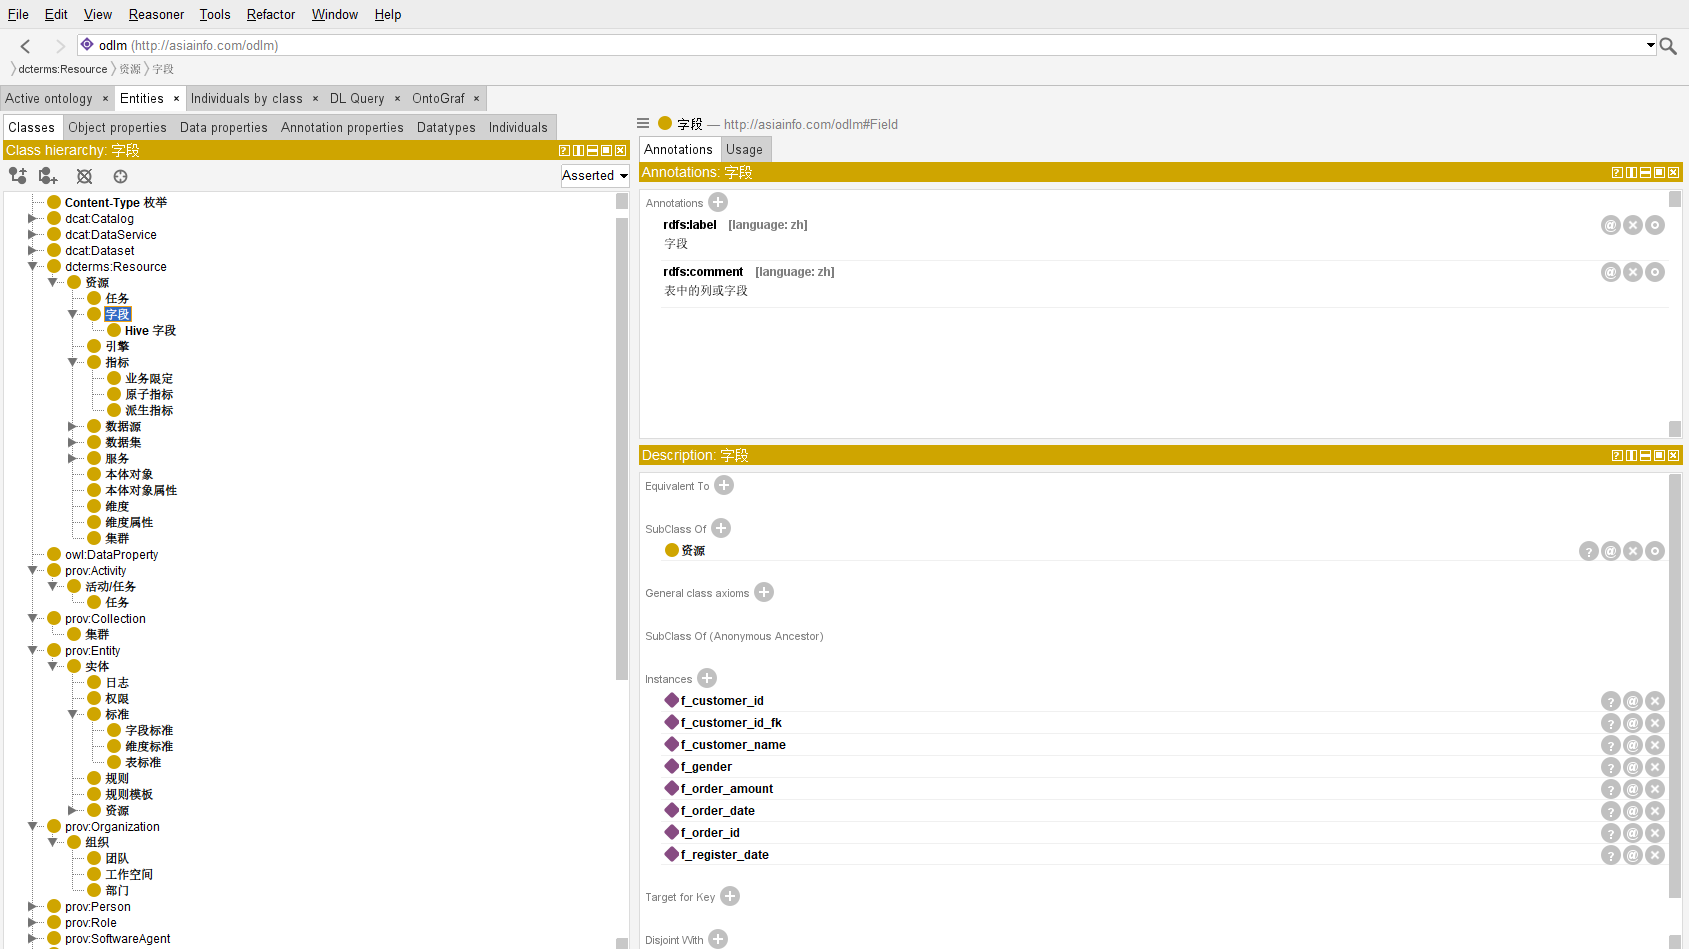 File Edit View Reasoner Tools Refactor Window Help
odlm (http://asiainfo.com/odlm)
dcterms:Resource 资源 字段
Active ontology × Entities × Individuals by class × DL Query × OntoGraf ×
Classes Object properties Data properties Annotation properties Datatypes Individuals
Class hierarchy: 字段
Asserted
Content-Type 枚举
dcat:Catalog
dcat:DataService
dcat:Dataset
dcterms:Resource
资源
任务
字段
Hive 字段
引擎
指标
业务限定
原子指标
派生指标
数据源
数据集
服务
本体对象
本体对象属性
维度
维度属性
集群
owl:DataProperty
prov:Activity
活动/任务
任务
prov:Collection
集群
prov:Entity
实体
日志
权限
标准
字段标准
维度标准
表标准
规则
规则模板
资源
prov:Organization
组织
团队
工作空间
部门
prov:Person
prov:Role
prov:SoftwareAgent
字段 — http://asiainfo.com/odlm#Field
Annotations Usage
Annotations: 字段
Annotations
rdfs:label [language: zh]
字段
rdfs:comment [language: zh]
表中的列或字段
Description: 字段
Equivalent To
SubClass Of
资源
General class axioms
SubClass Of (Anonymous Ancestor)
Instances
f_customer_id
f_customer_id_fk
f_customer_name
f_gender
f_order_amount
f_order_date
f_order_id
f_register_date
Target for Key
Disjoint With